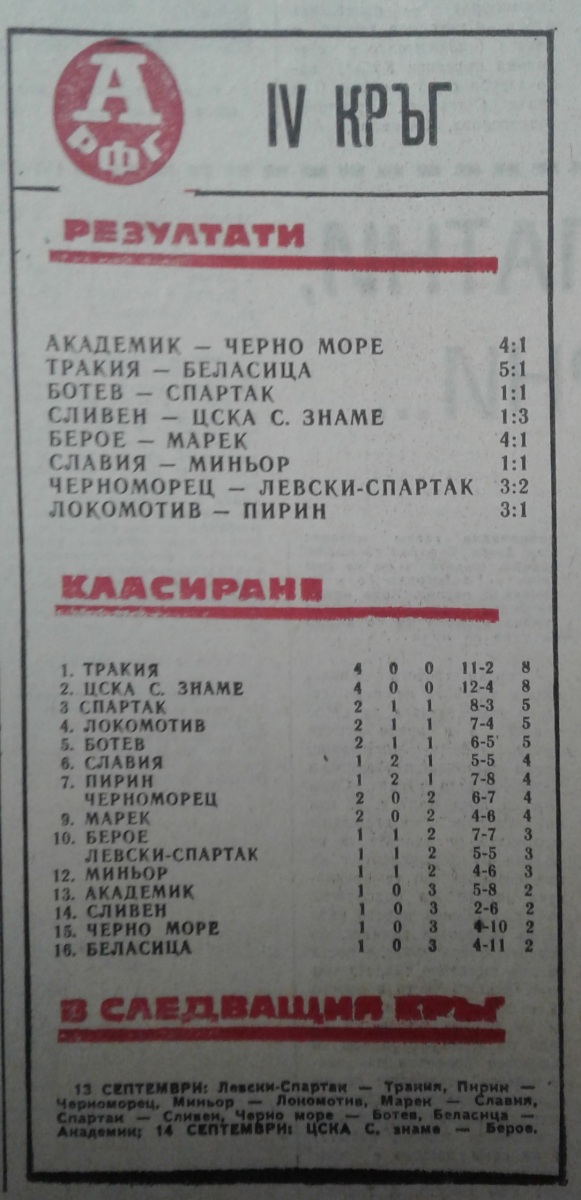 А
РФГ
IV КРЪГ
РЕЗУЛТАТИ
АКАДЕМИК — ЧЕРНО МОРЕ 4:1
ТРАКИЯ — БЕЛАСИЦА 5:1
БОТЕВ — СПАРТАК 1:1
СЛИВЕН — ЦСКА С. ЗНАМЕ 1:3
БЕРОЕ — МАРЕК 4:1
СЛАВИЯ — МИНЬОР 1:1
ЧЕРНОМОРЕЦ — ЛЕВСКИ-СПАРТАК 3:2
ЛОКОМОТИВ — ПИРИН 3:1
КЛАСИРАНЕ
1. ТРАКИЯ 4 0 0 11-2 8
2. ЦСКА С. ЗНАМЕ 4 0 0 12-4 8
3 СПАРТАК 2 1 1 8-3 5
4. ЛОКОМОТИВ 2 1 1 7-4 5
5. БОТЕВ 2 1 1 6-5 5
6. СЛАВИЯ 1 2 1 5-5 4
7. ПИРИН 1 2 1 7-8 4
ЧЕРНОМОРЕЦ 2 0 2 6-7 4
9. МАРЕК 2 0 2 4-6 4
10. БЕРОЕ 1 1 2 7-7 3
ЛЕВСКИ-СПАРТАК 1 1 2 5-5 3
12. МИНЬОР 1 1 2 4-6 3
13. АКАДЕМИК 1 0 3 5-8 2
14. СЛИВЕН 1 0 3 2-6 2
15. ЧЕРНО МОРЕ 1 0 3 4-10 2
16. БЕЛАСИЦА 1 0 3 4-11 2
В СЛЕДВАЩИЯ КРЪГ
13 СЕПТЕМВРИ: Левски-Спартак — Тракия, Пирин —
Черноморец, Миньор — Локомотив, Марек — Славия,
Спартак — Сливен, Черно море — Ботев, Беласица —
Академик; 14 СЕПТЕМВРИ: ЦСКА С. знаме — Берое.